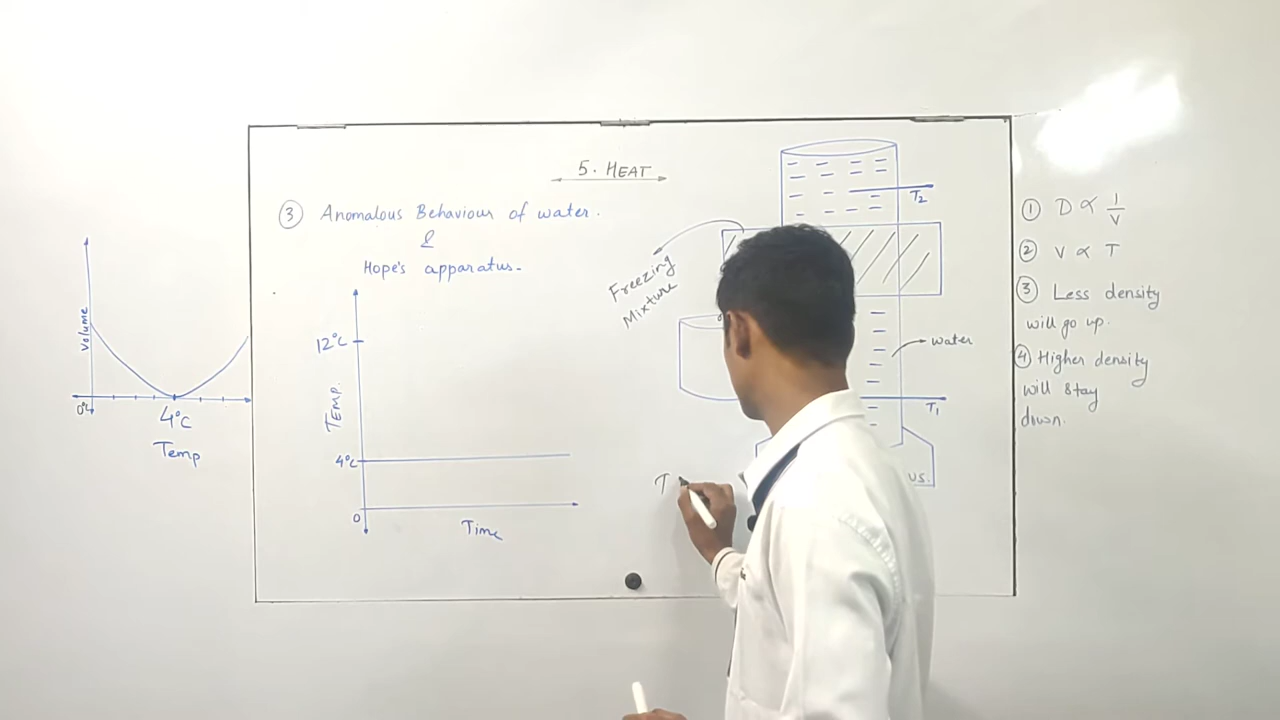 5. HEAT
③ Anomalous Behaviour of water.
&
Hope's apparatus.
Volume
0°C
4°C
Temp
12°C
TEMP.
4°C
0
Time
Freezing
Mixture
T₂
water
T₁
US.
T
① D ∝ 1/V
② V ∝ T
③ Less density
will go up.
④ Higher density
will stay
down.